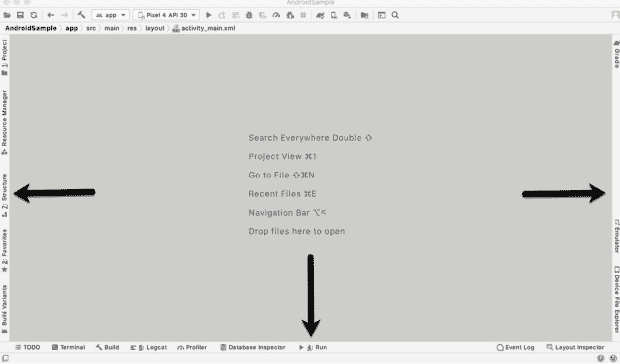 AndroidSample
app
Pixel 4 API 30
AndroidSample
app
src
main
res
layout
activity_main.xml
1: Project
Resource Manager
7: Structure
2: Favorites
Build Variants
Search Everywhere Double ⇧
Project View ⌘1
Go to File ⇧⌘N
Recent Files ⌘E
Navigation Bar ⌥↖
Drop files here to open
Gradle
Emulator
Device File Explorer
TODO
Terminal
Build
6: Logcat
Profiler
Database Inspector
4: Run
Event Log
Layout Inspector